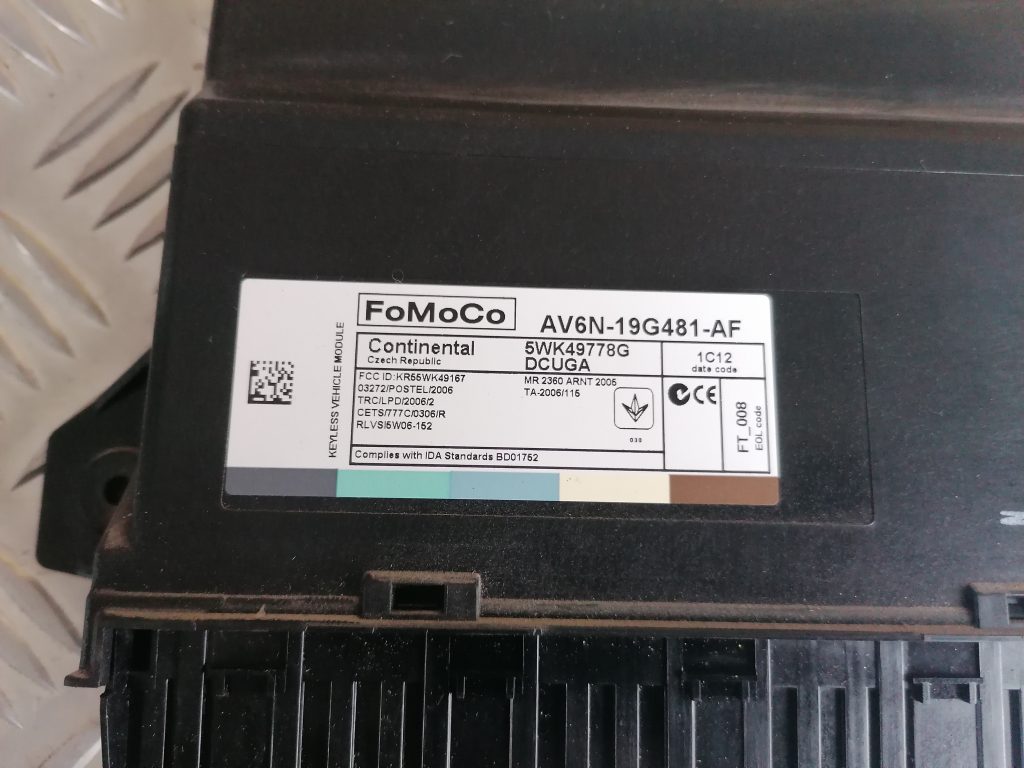 FoMoCo
AV6N-19G481-AF
KEYLESS VEHICLE MODULE
Continental
Czech Republic
5WK49778G
DCUGA
1C12
date code
FCC ID:KR55WK49167
03272/POSTEL/2006
TRC/LPD/2006/2
CETS/777C/0306/R
RLVS/5W06-152
MR 2360 ARNT 2006
TA-2006/115
030
CE
FT_008
EOL code
Complies with IDA Standards BD01752